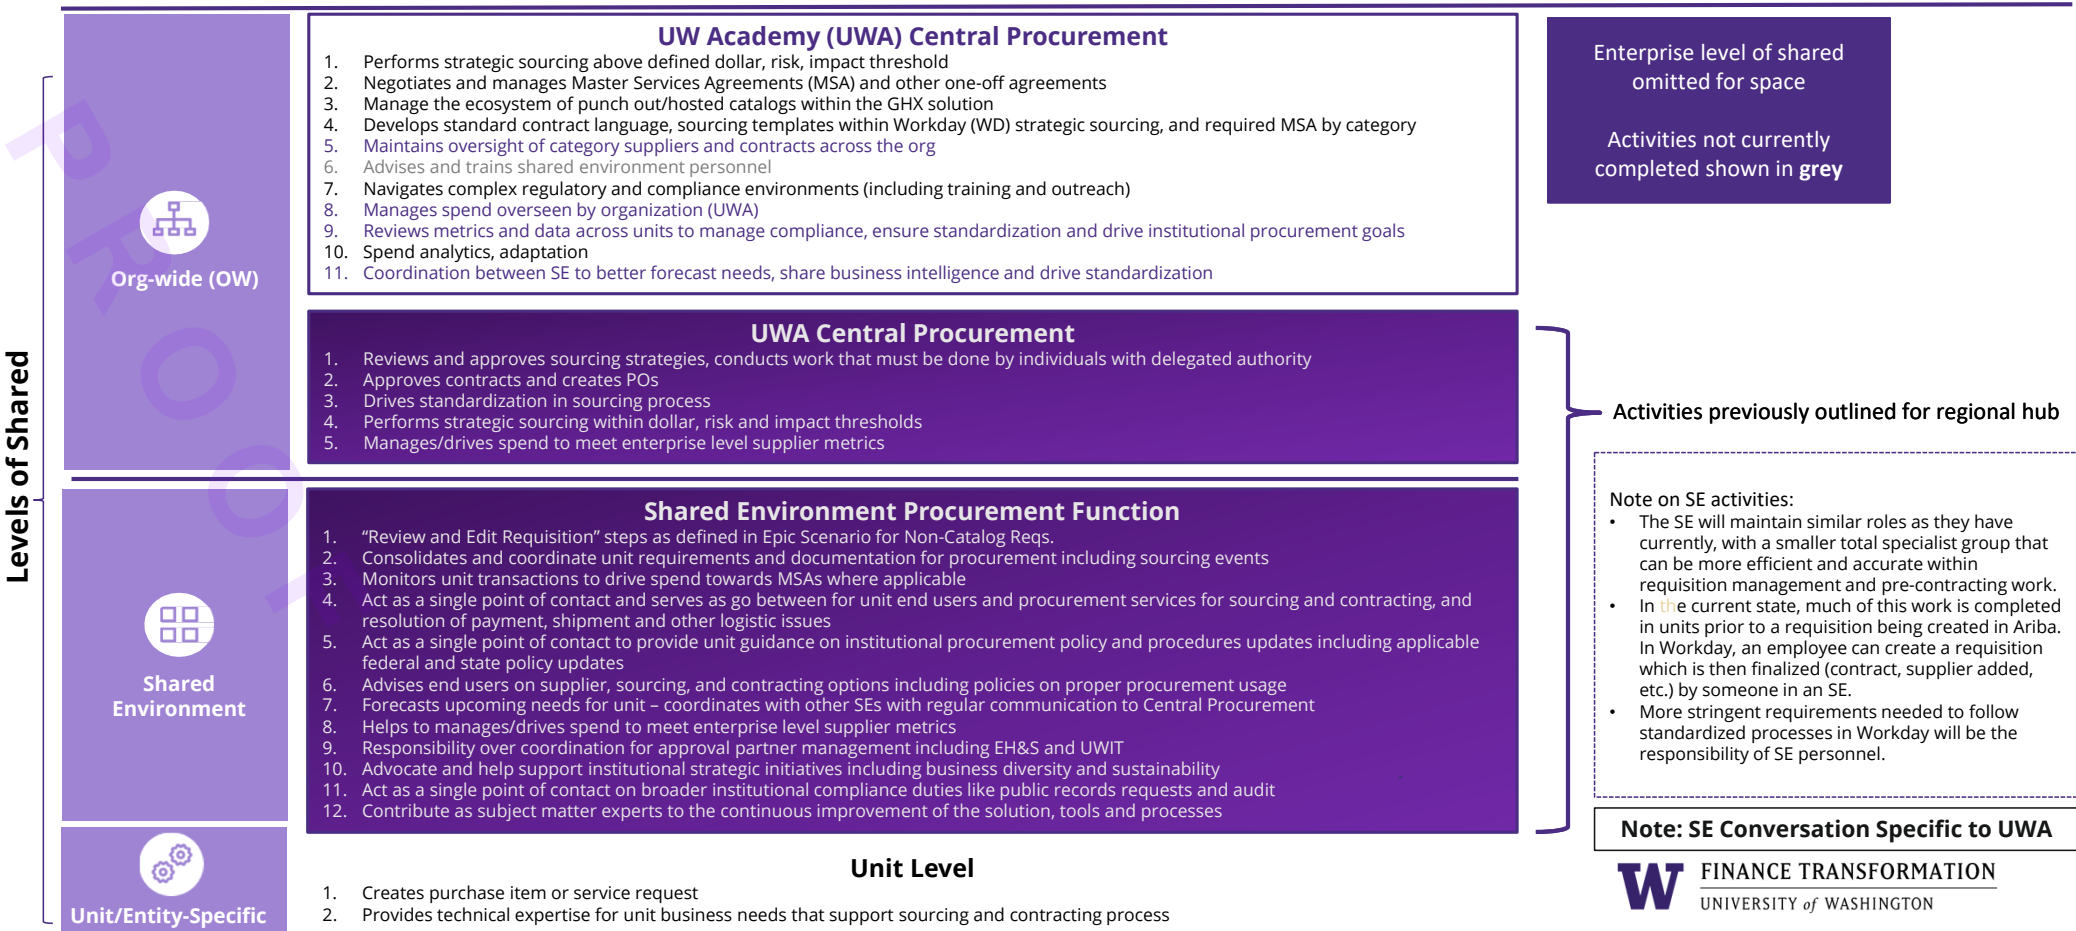 UW Academy (UWA) Central Procurement
1. Performs strategic sourcing above defined dollar, risk, impact threshold
2. Negotiates and manages Master Services Agreements (MSA) and other one-off agreements
3. Manage the ecosystem of punch out/hosted catalogs within the GHX solution
4. Develops standard contract language, sourcing templates within Workday (WD) strategic sourcing, and required MSA by category
5. Maintains oversight of category suppliers and contracts across the org
6. Advises and trains shared environment personnel
7. Navigates complex regulatory and compliance environments (including training and outreach)
8. Manages spend overseen by organization (UWA)
9. Reviews metrics and data across units to manage compliance, ensure standardization and drive institutional procurement goals
10. Spend analytics, adaptation
11. Coordination between SE to better forecast needs, share business intelligence and drive standardization
Enterprise level of shared
omitted for space
Activities not currently
completed shown in grey
Levels of Shared
Org-wide (OW)
PROOF
UWA Central Procurement
1. Reviews and approves sourcing strategies, conducts work that must be done by individuals with delegated authority
2. Approves contracts and creates POs
3. Drives standardization in sourcing process
4. Performs strategic sourcing within dollar, risk and impact thresholds
5. Manages/drives spend to meet enterprise level supplier metrics
Activities previously outlined for regional hub
Shared
Environment
Shared Environment Procurement Function
1. “Review and Edit Requisition” steps as defined in Epic Scenario for Non-Catalog Reqs.
2. Consolidates and coordinate unit requirements and documentation for procurement including sourcing events
3. Monitors unit transactions to drive spend towards MSAs where applicable
4. Act as a single point of contact and serves as go between for unit end users and procurement services for sourcing and contracting, and
resolution of payment, shipment and other logistic issues
5. Act as a single point of contact to provide unit guidance on institutional procurement policy and procedures updates including applicable
federal and state policy updates
6. Advises end users on supplier, sourcing, and contracting options including policies on proper procurement usage
7. Forecasts upcoming needs for unit – coordinates with other SEs with regular communication to Central Procurement
8. Helps to manages/drives spend to meet enterprise level supplier metrics
9. Responsibility over coordination for approval partner management including EH&S and UWIT
10. Advocate and help support institutional strategic initiatives including business diversity and sustainability
11. Act as a single point of contact on broader institutional compliance duties like public records requests and audit
12. Contribute as subject matter experts to the continuous improvement of the solution, tools and processes
Note on SE activities:
• The SE will maintain similar roles as they have
currently, with a smaller total specialist group that
can be more efficient and accurate within
requisition management and pre-contracting work.
• In the current state, much of this work is completed
in units prior to a requisition being created in Ariba.
In Workday, an employee can create a requisition
which is then finalized (contract, supplier added,
etc.) by someone in an SE.
• More stringent requirements needed to follow
standardized processes in Workday will be the
responsibility of SE personnel.
Note: SE Conversation Specific to UWA
Unit/Entity-Specific
Unit Level
1. Creates purchase item or service request
2. Provides technical expertise for unit business needs that support sourcing and contracting process
W
FINANCE TRANSFORMATION
UNIVERSITY of WASHINGTON